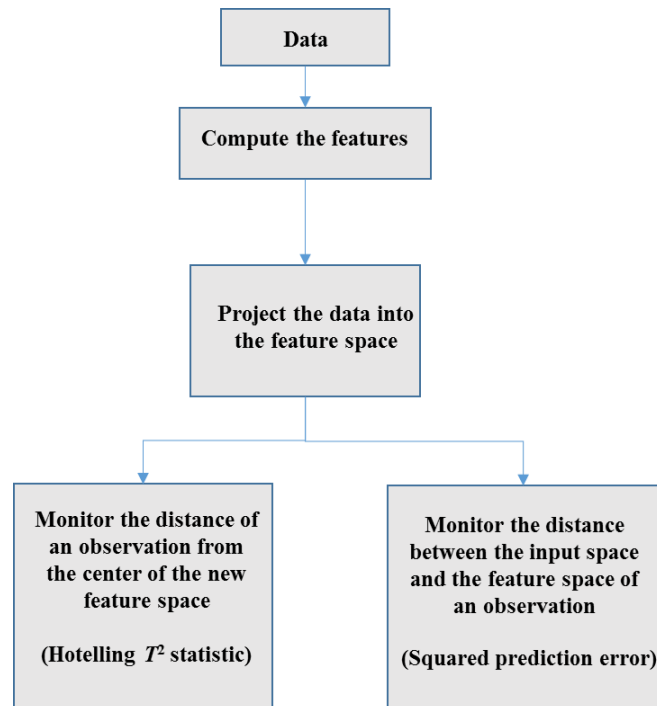 Data
Compute the features
Project the data into
the feature space
Monitor the distance of
an observation from
the center of the new
feature space
(Hotelling T² statistic)
Monitor the distance
between the input space
and the feature space of
an observation
(Squared prediction error)